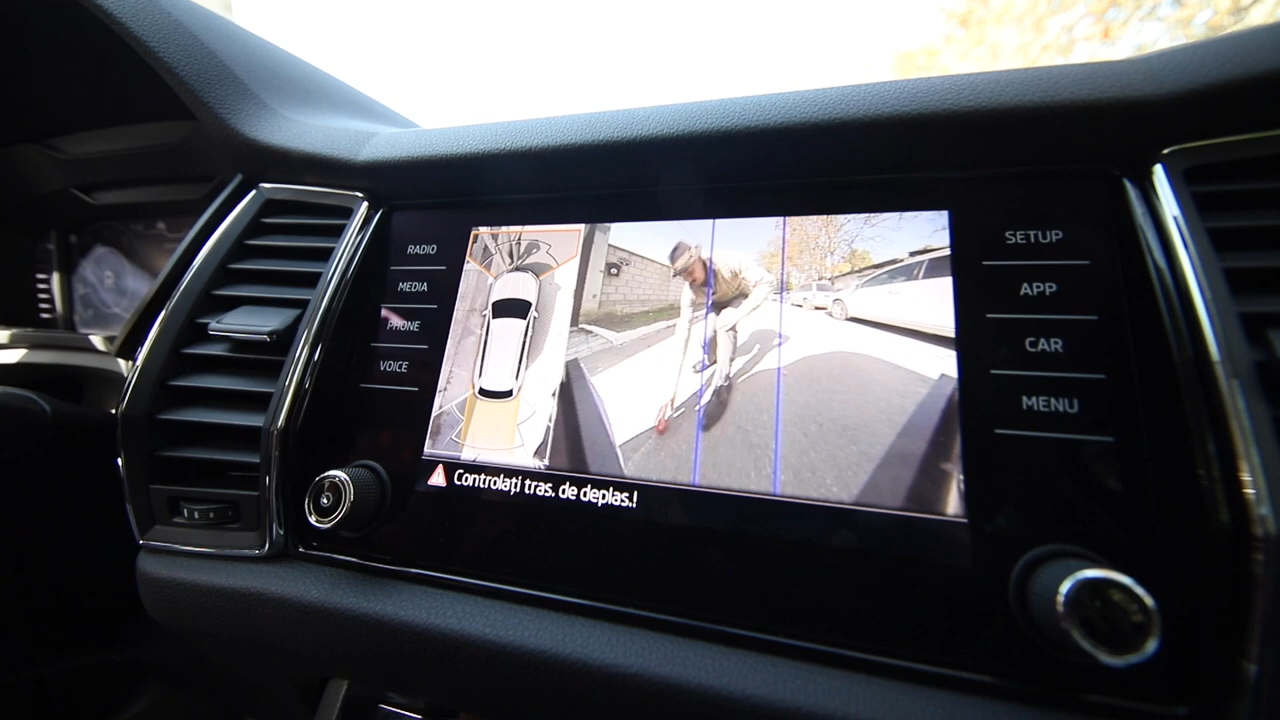 RADIO
MEDIA
PHONE
VOICE
SETUP
APP
CAR
MENU
Controlați tras. de deplas.!